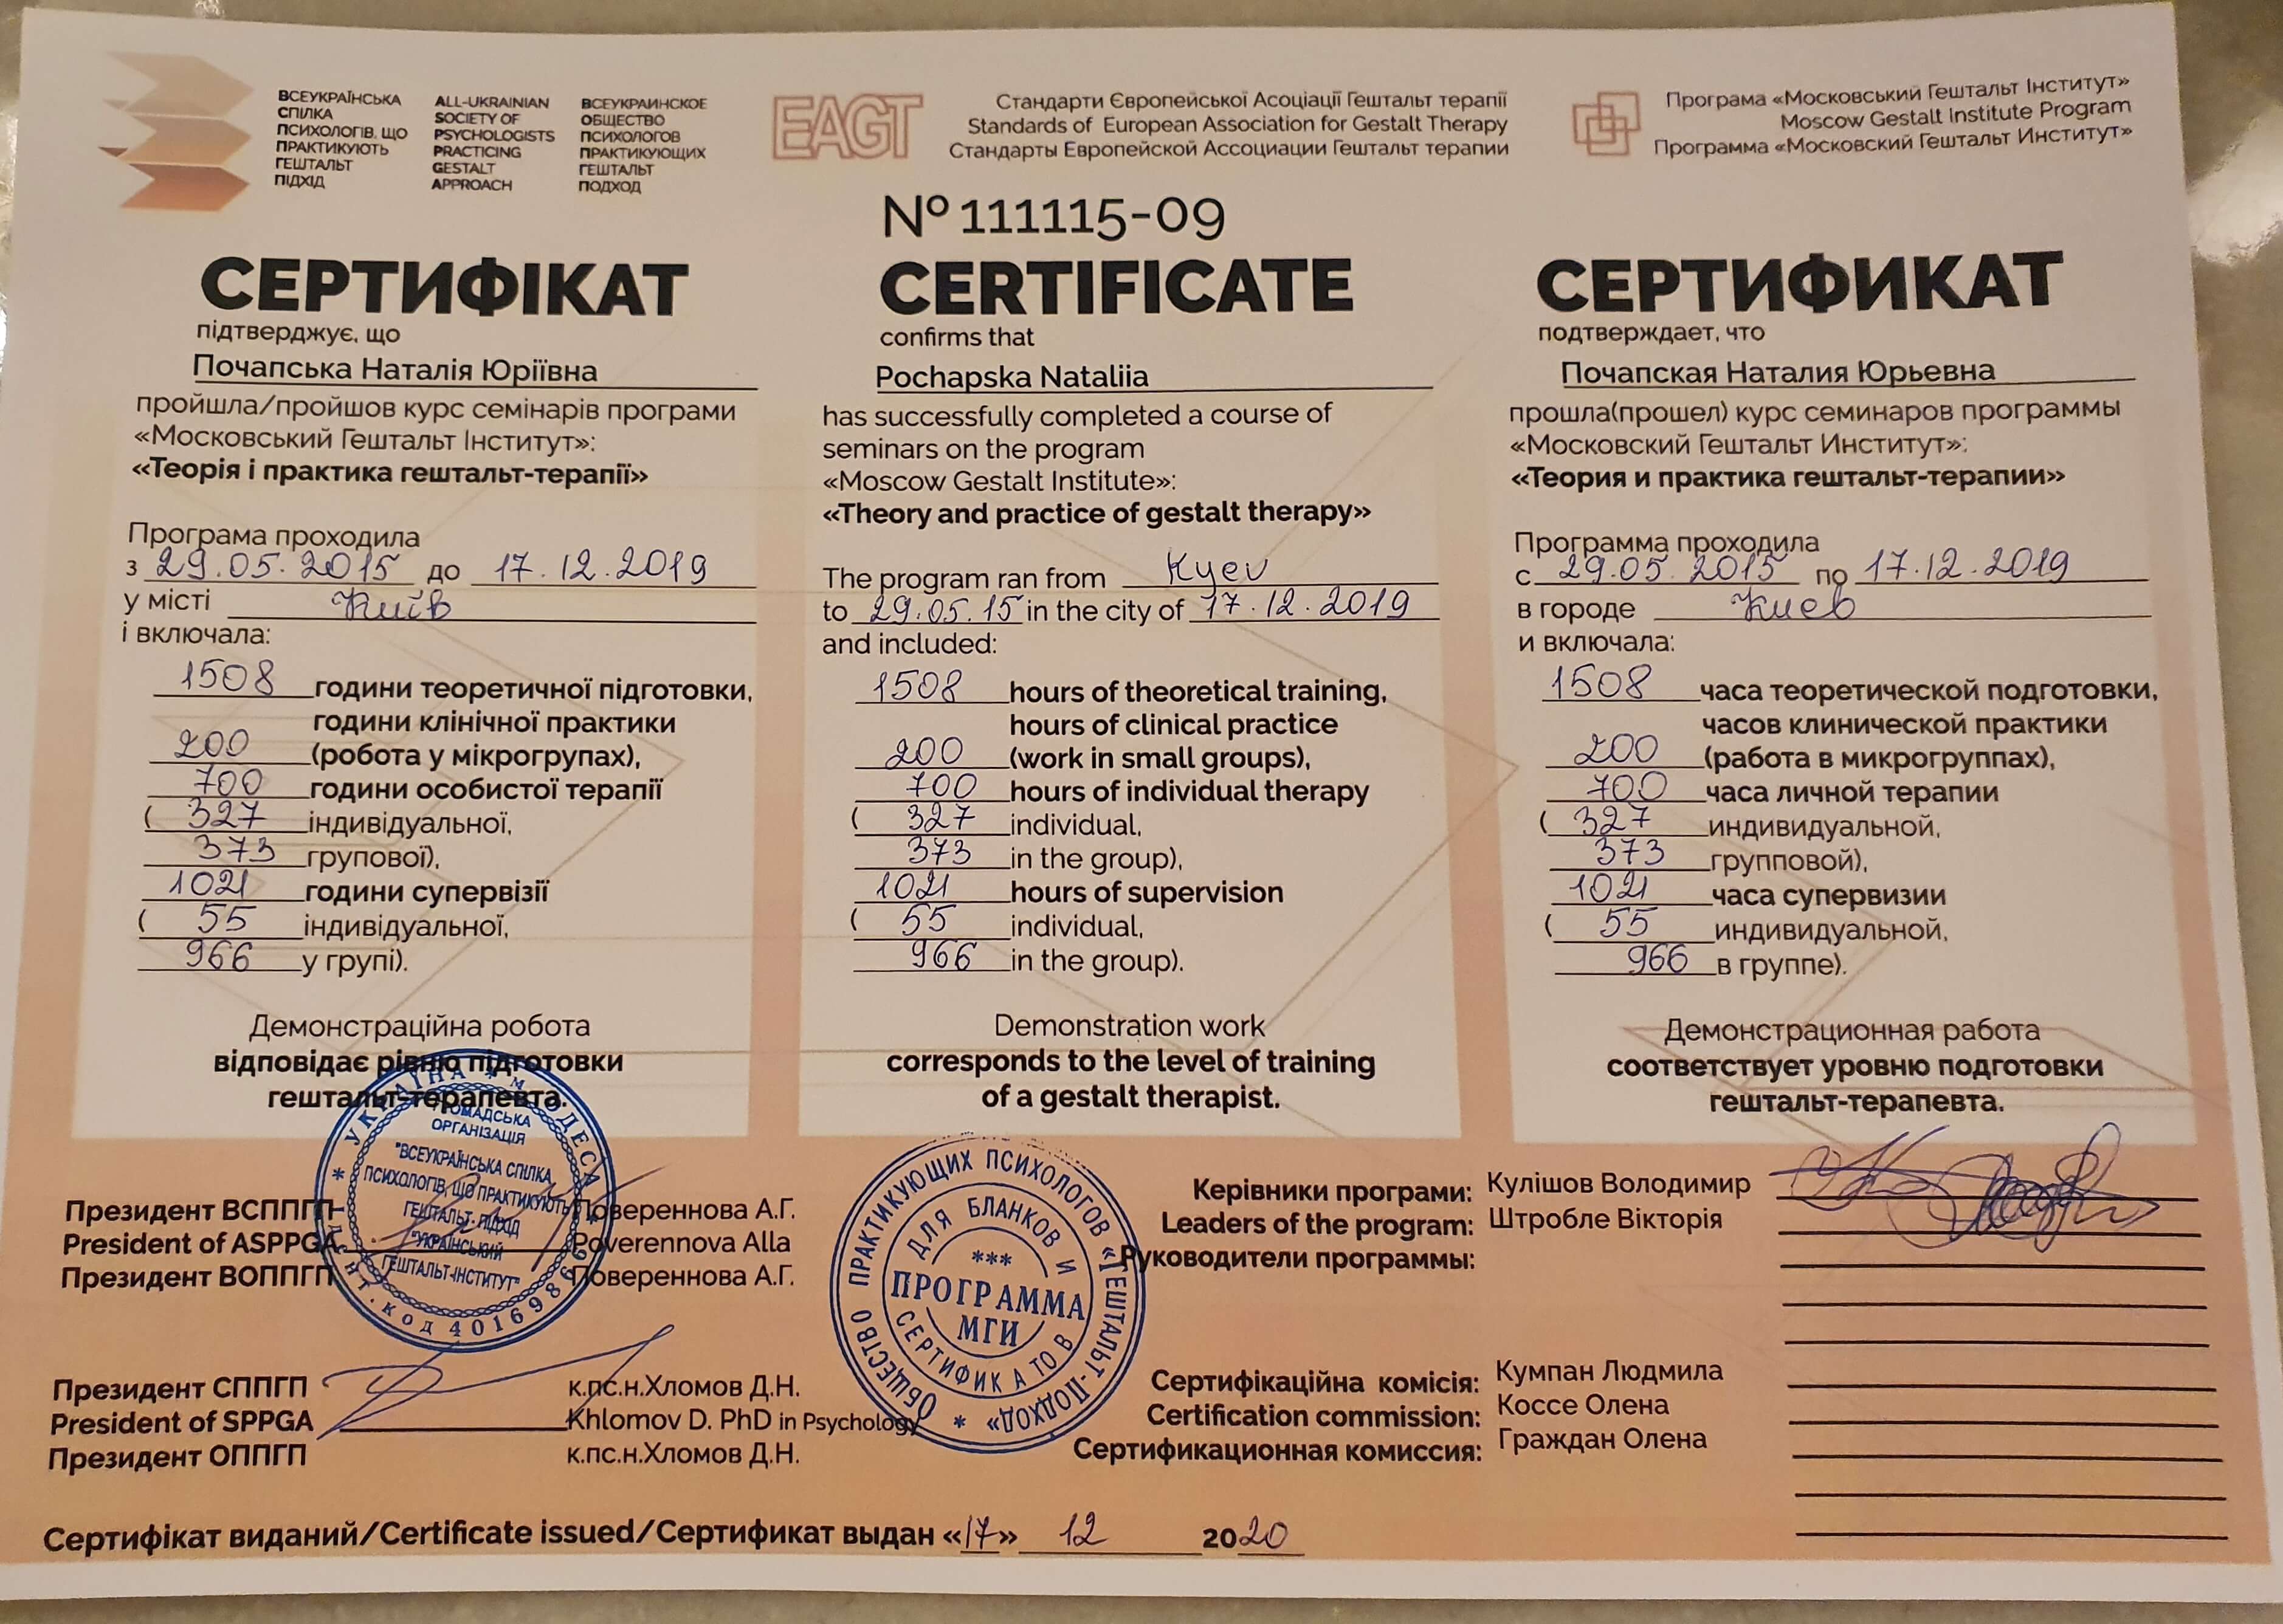 ВСЕУКРАЇНСЬКА
СПІЛКА
ПСИХОЛОГІВ, ЩО
ПРАКТИКУЮТЬ
ГЕШТАЛЬТ
ПІДХІД
ALL-UKRAINIAN
SOCIETY OF
PSYCHOLOGISTS
PRACTICING
GESTALT
APPROACH
ВСЕУКРАИНСКОЕ
ОБЩЕСТВО
ПСИХОЛОГОВ
ПРАКТИКУЮЩИХ
ГЕШТАЛЬТ
ПОДХОД
EAGT
Стандарти Європейської Асоціації Гештальт терапії
Standards of European Association for Gestalt Therapy
Стандарты Европейской Ассоциации Гештальт терапии
Програма «Московський Гештальт Інститут»
Moscow Gestalt Institute Program
Программа «Московский Гештальт Институт»
№ 111115-09
СЕРТИФІКАТ
підтверджує, що
Почапська Наталія Юріївна
пройшла/пройшов курс семінарів програми
«Московський Гештальт Інститут»:
«Теорія і практика гештальт-терапії»
Програма проходила
з 29.05.2015 до 17.12.2019
у місті Київ
і включала:
1508 години теоретичної підготовки,
години клінічної практики
200 (робота у мікрогрупах),
700 години особистої терапії
( 327 індивідуальної,
373 групової),
1021 години супервізії
( 55 індивідуальної,
966 у групі).
Демонстраційна робота
відповідає рівню підготовки
гештальт-терапевта.
CERTIFICATE
confirms that
Pochapska Nataliia
has successfully completed a course of
seminars on the program
«Moscow Gestalt Institute»:
«Theory and practice of gestalt therapy»
The program ran from Kyev
to 29.05.15 in the city of 17.12.2019
and included:
1508 hours of theoretical training,
hours of clinical practice
200 (work in small groups),
700 hours of individual therapy
( 327 individual,
373 in the group),
1021 hours of supervision
( 55 individual,
966 in the group).
Demonstration work
corresponds to the level of training
of a gestalt therapist.
СЕРТИФИКАТ
подтверждает, что
Почапская Наталия Юрьевна
прошла(прошел) курс семинаров программы
«Московский Гештальт Институт»:
«Теория и практика гештальт-терапии»
Программа проходила
с 29.05.2015 по 17.12.2019
в городе Киев
и включала:
1508 часа теоретической подготовки,
часов клинической практики
200 (работа в микрогруппах),
700 часа личной терапии
( 327 индивидуальной,
373 групповой),
1021 часа супервизии
( 55 индивидуальной,
966 в группе).
Демонстрационная работа
соответствует уровню подготовки
гештальт-терапевта.
Президент ВСППГП Повереннова А.Г.
President of ASPPGA Poverennova Alla
Президент ВОППГП Повереннова А.Г.
УКРАЇНА * м. ОДЕСА * Ідент. код 4016986
ГРОМАДСЬКА
ОРГАНІЗАЦІЯ
"ВСЕУКРАЇНСЬКА СПІЛКА
ПСИХОЛОГІВ, ЩО ПРАКТИКУЮТЬ
ГЕШТАЛЬТ-ПІДХІД
"УКРАЇНСЬКИЙ
ГЕШТАЛЬТ-ІНСТИТУТ"
Президент СППГП к.пс.н.Хломов Д.Н.
President of SPPGA Khlomov D. PhD in Psychology
Президент ОППГП к.пс.н.Хломов Д.Н.
ОБЩЕСТВО ПРАКТИКУЮЩИХ ПСИХОЛОГОВ «ГЕШТАЛЬТ-ПОДХОД» *
ДЛЯ БЛАНКОВ И
***
ПРОГРАММА
МГИ
СЕРТИФИКАТОВ
Керівники програми: Кулішов Володимир
Leaders of the program: Штробле Вікторія
Руководители программы:
Сертифікаційна комісія: Кумпан Людмила
Certification commission: Коссе Олена
Сертификационная комиссия: Граждан Олена
Сертифікат виданий/Certificate issued/Сертификат выдан «17» 12 2020